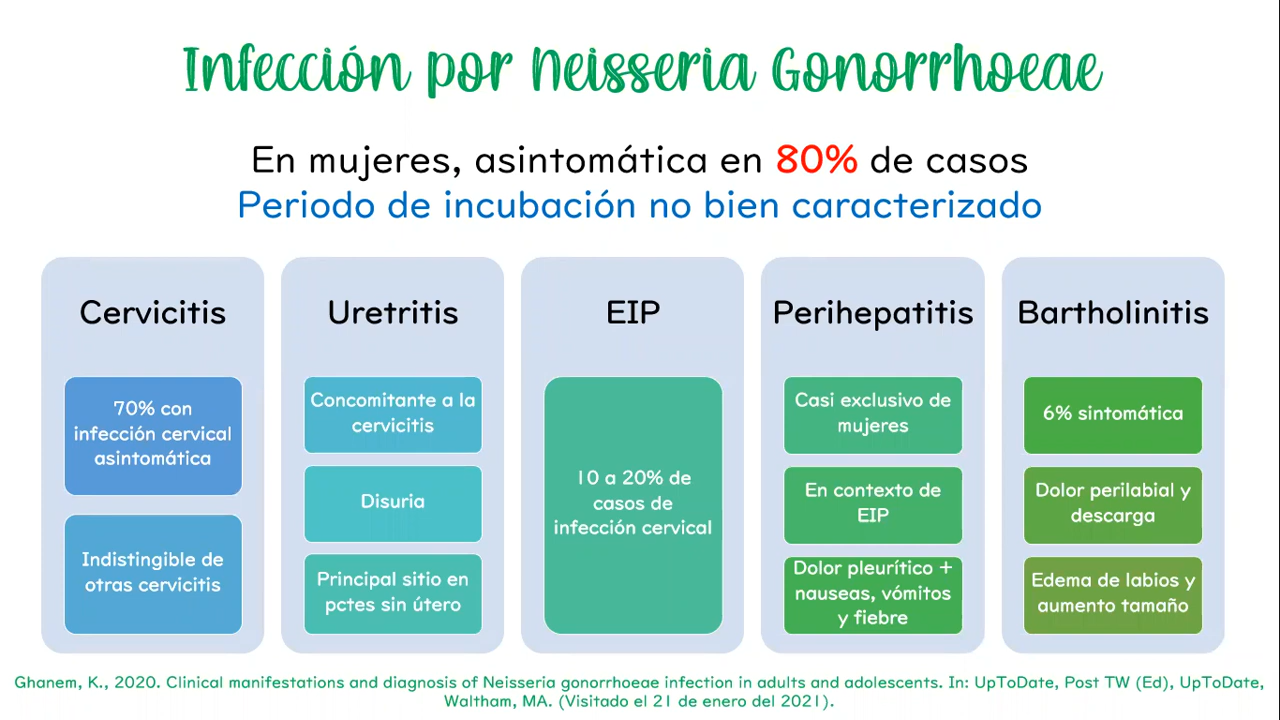 Infección por Neisseria Gonorrhoeae
En mujeres, asintomática en 80% de casos
Periodo de incubación no bien caracterizado
Cervicitis
70% con
infección cervical
asintomática
Indistingible de
otras cervicitis
Uretritis
Concomitante a la
cervicitis
Disuria
Principal sitio en
pctes sin útero
EIP
10 a 20% de
casos de
infección cervical
Perihepatitis
Casi exclusivo de
mujeres
En contexto de
EIP
Dolor pleurítico +
nauseas, vómitos
y fiebre
Bartholinitis
6% sintomática
Dolor perilabial y
descarga
Edema de labios y
aumento tamaño
Ghanem, K., 2020. Clinical manifestations and diagnosis of Neisseria gonorrhoeae infection in adults and adolescents. In: UpToDate, Post TW (Ed), UpToDate,
Waltham, MA. (Visitado el 21 de enero del 2021).